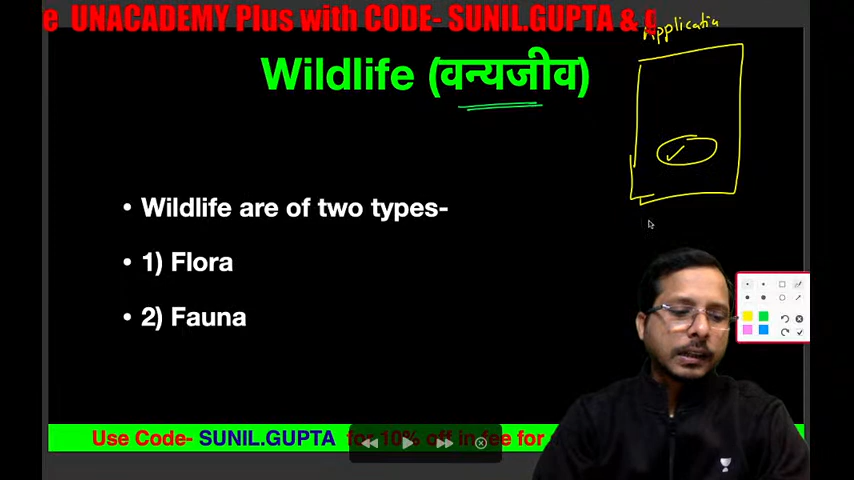 UNACADEMY Plus with CODE- SUNIL.GUPTA &
Applicatia
Wildlife (वन्यजीव)
• Wildlife are of two types-
• 1) Flora
• 2) Fauna
Use Code- SUNIL.GUPTA for 10% off in fee for